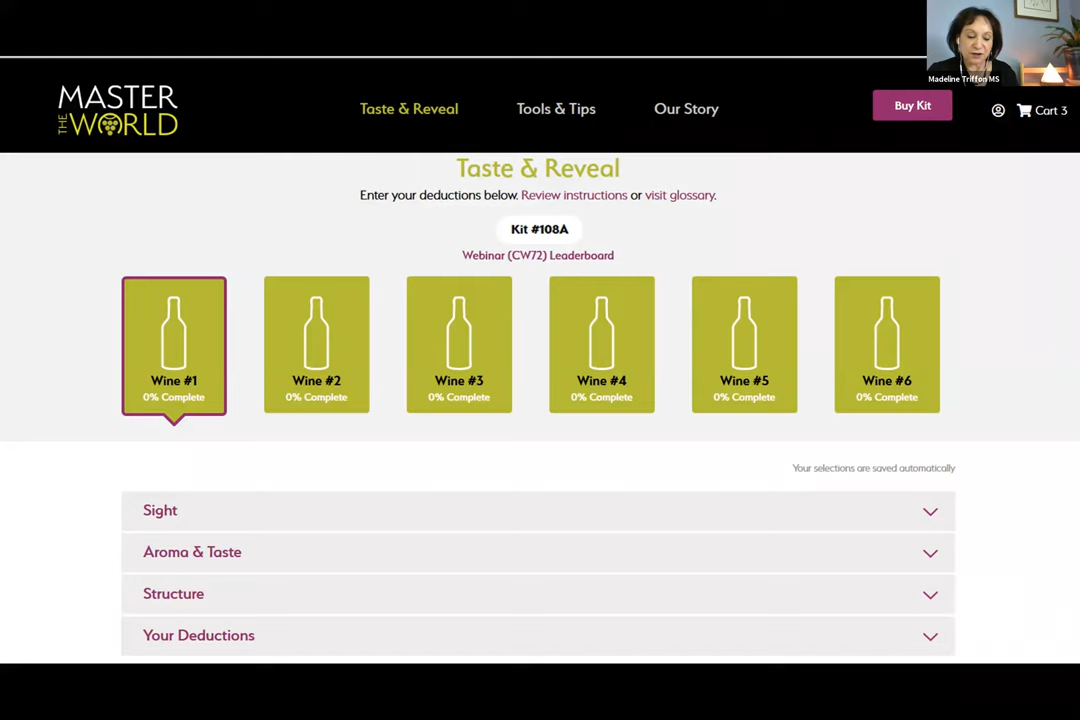 Madeline Triffon MS
MASTER
THE WORLD
Taste & Reveal
Tools & Tips
Our Story
Buy Kit
Cart 3
Taste & Reveal
Enter your deductions below. Review instructions or visit glossary.
Kit #108A
Webinar (CW72) Leaderboard
Wine #1
0% Complete
Wine #2
0% Complete
Wine #3
0% Complete
Wine #4
0% Complete
Wine #5
0% Complete
Wine #6
0% Complete
Your selections are saved automatically
Sight
Aroma & Taste
Structure
Your Deductions